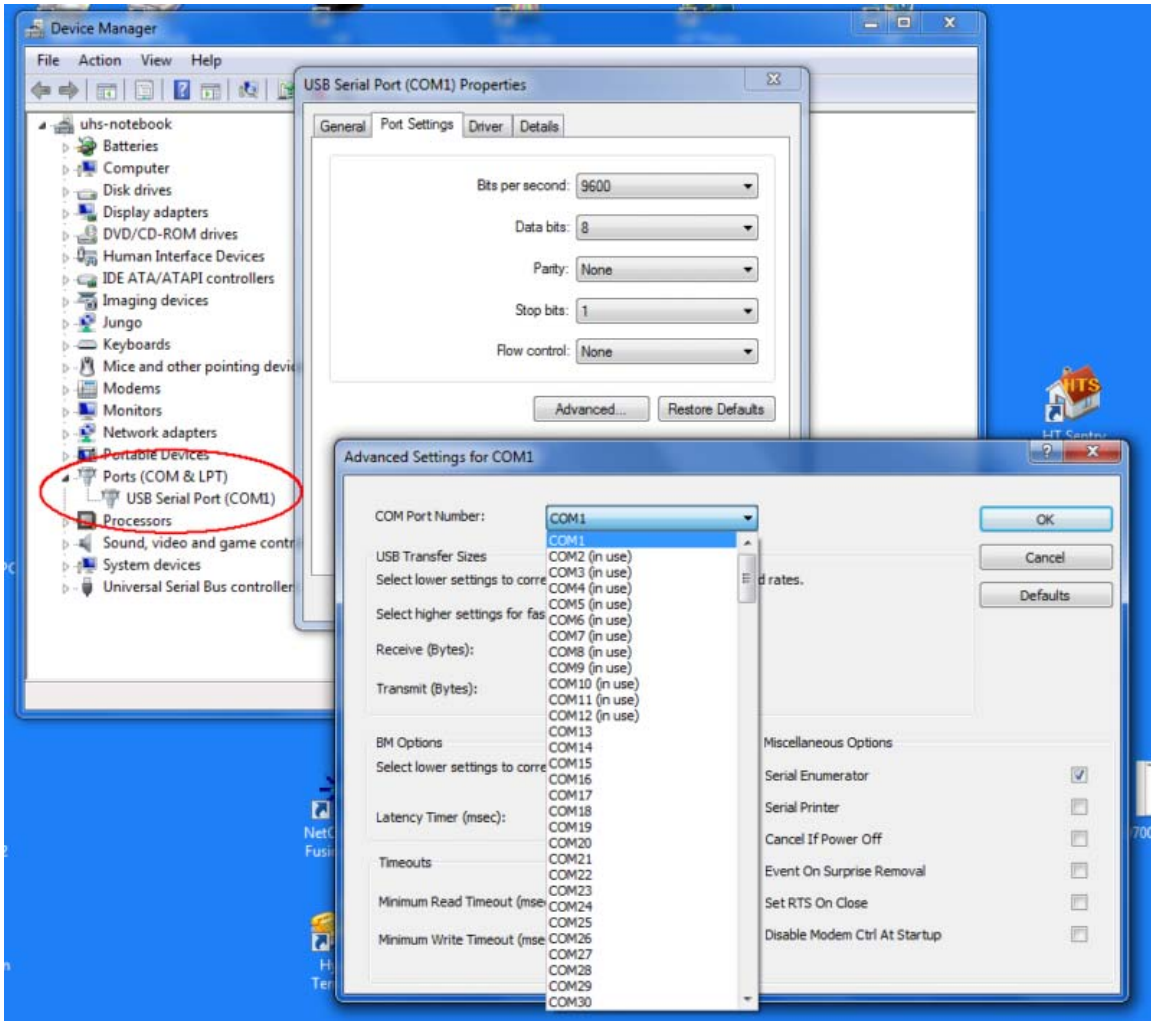 Device Manager
File Action View Help
uhs-notebook
Batteries
Computer
Disk drives
Display adapters
DVD/CD-ROM drives
Human Interface Devices
IDE ATA/ATAPI controllers
Imaging devices
Jungo
Keyboards
Mice and other pointing devic
Modems
Monitors
Network adapters
Portable Devices
Ports (COM & LPT)
USB Serial Port (COM1)
Processors
Sound, video and game contr
System devices
Universal Serial Bus controller
USB Serial Port (COM1) Properties
General Port Settings Driver Details
Bits per second: 9600
Data bits: 8
Parity: None
Stop bits: 1
Flow control: None
Advanced... Restore Defaults
HTS
HT Sentry
Advanced Settings for COM1
COM Port Number: COM1
OK
Cancel
Defaults
USB Transfer Sizes
Select lower settings to corre d rates.
Select higher settings for fas
Receive (Bytes):
Transmit (Bytes):
BM Options
Select lower settings to corre
Latency Timer (msec):
Timeouts
Minimum Read Timeout (mse
Minimum Write Timeout (mse
COM1
COM2 (in use)
COM3 (in use)
COM4 (in use)
COM5 (in use)
COM6 (in use)
COM7 (in use)
COM8 (in use)
COM9 (in use)
COM10 (in use)
COM11 (in use)
COM12 (in use)
COM13
COM14
COM15
COM16
COM17
COM18
COM19
COM20
COM21
COM22
COM23
COM24
COM25
COM26
COM27
COM28
COM29
COM30
Miscellaneous Options
Serial Enumerator
Serial Printer
Cancel If Power Off
Event On Surprise Removal
Set RTS On Close
Disable Modem Ctrl At Startup
NetC
Fusi
Hy
Ter